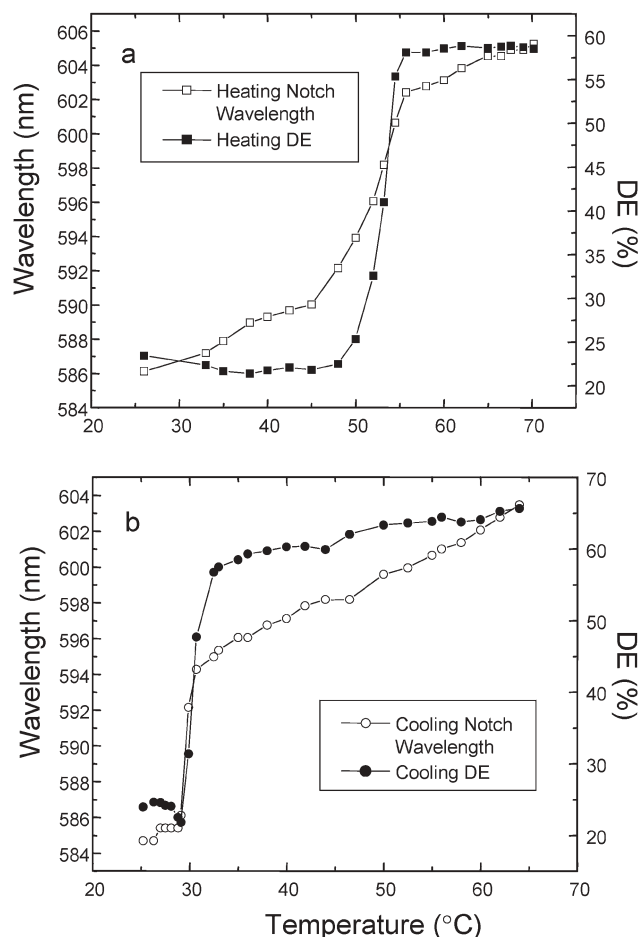 a
Heating Notch
Wavelength
Heating DE
Wavelength (nm)
606
604
602
600
598
596
594
592
590
588
586
584
DE (%)
60
55
50
45
40
35
30
25
20
20 30 40 50 60 70
b
Cooling Notch
Wavelength
Cooling DE
Wavelength (nm)
604
602
600
598
596
594
592
590
588
586
584
DE (%)
70
60
50
40
30
20
20 30 40 50 60 70
Temperature (°C)